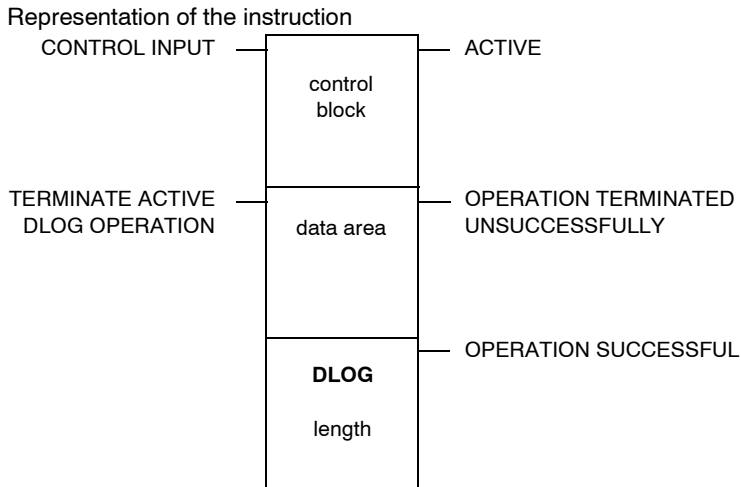 Representation of the instruction
CONTROL INPUT
ACTIVE
control
block
TERMINATE ACTIVE
DLOG OPERATION
OPERATION TERMINATED
UNSUCCESSFULLY
data area
OPERATION SUCCESSFUL
DLOG
length